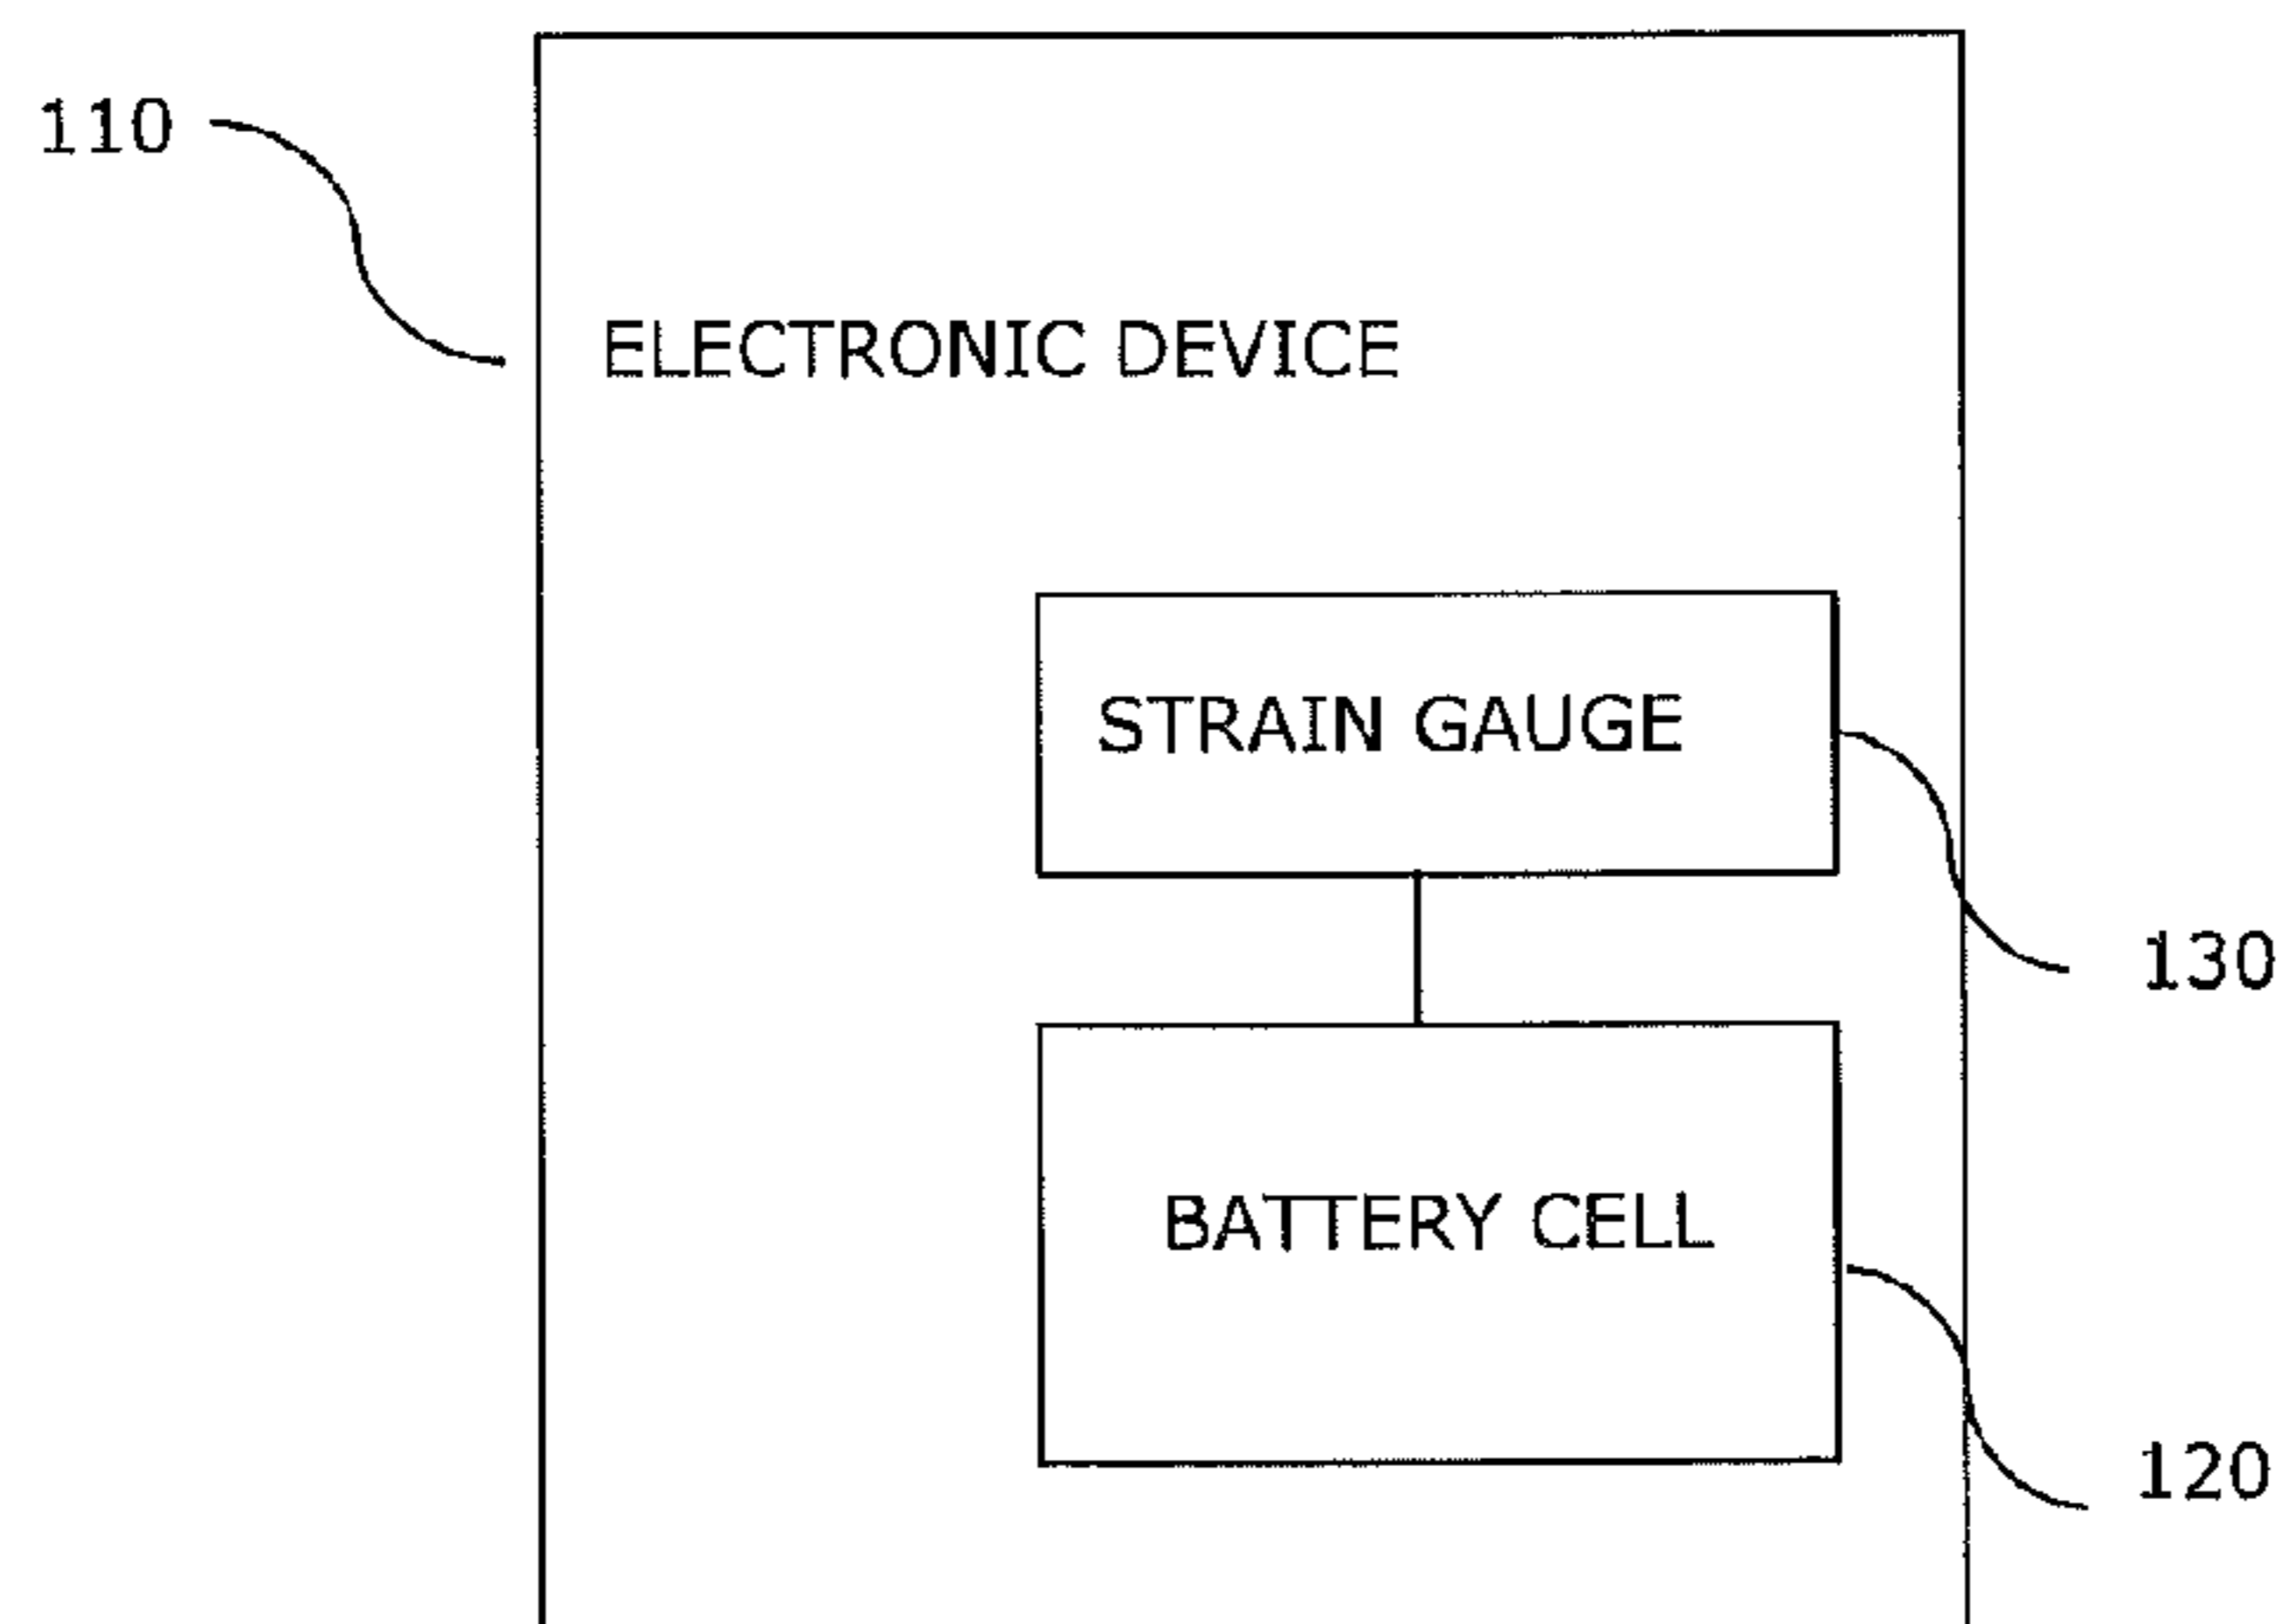 110
ELECTRONIC DEVICE
STRAIN GAUGE
130
BATTERY CELL
120